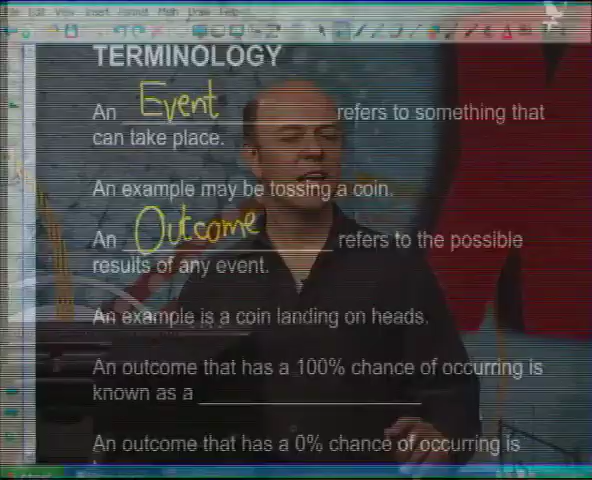 TERMINOLOGY
An Event refers to something that
can take place.
An example may be tossing a coin.
An Outcome refers to the possible
results of any event.
An example is a coin landing on heads.
An outcome that has a 100% chance of occurring is
known as a
An outcome that has a 0% chance of occurring is